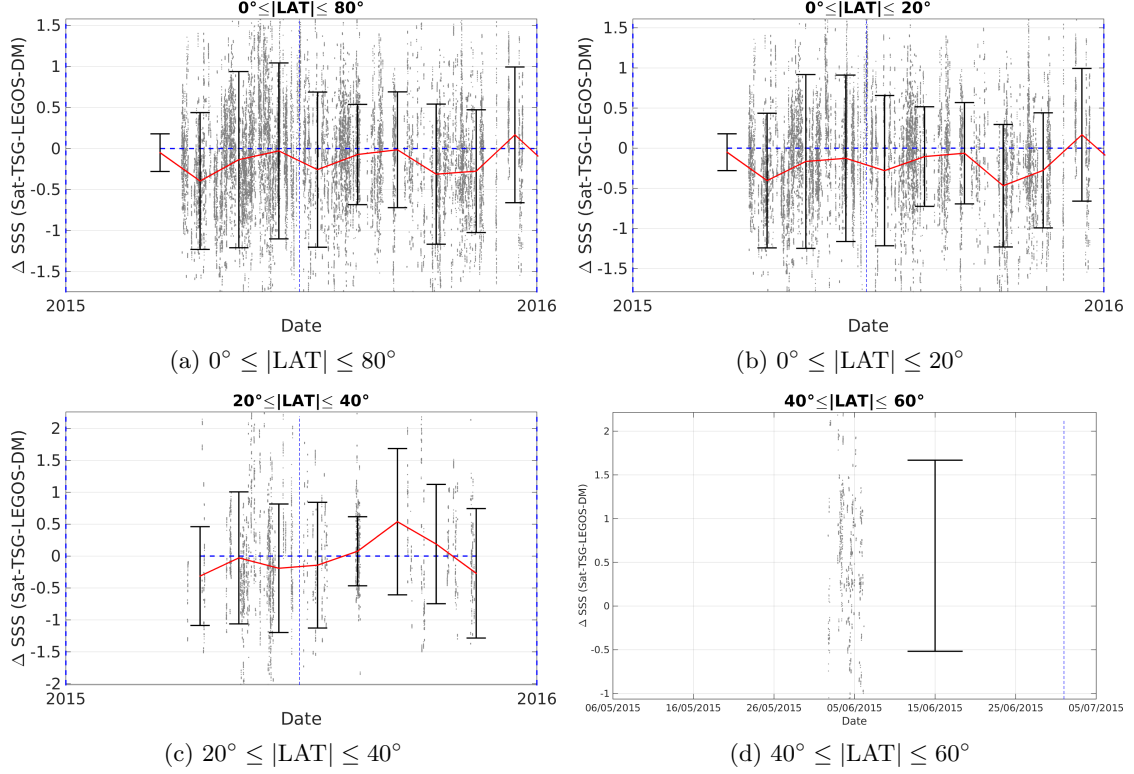 0°≤|LAT|≤ 80°
1.5
1
0.5
0
-0.5
-1
-1.5
Δ SSS (Sat-TSG-LEGOS-DM)
2015
2016
Date
(a) 0° ≤ |LAT| ≤ 80°
0°≤|LAT|≤ 20°
1.5
1
0.5
0
-0.5
-1
-1.5
Δ SSS (Sat-TSG-LEGOS-DM)
2015
2016
Date
(b) 0° ≤ |LAT| ≤ 20°
20°≤|LAT|≤ 40°
2
1.5
1
0.5
0
-0.5
-1
-1.5
-2
Δ SSS (Sat-TSG-LEGOS-DM)
2015
2016
Date
(c) 20° ≤ |LAT| ≤ 40°
40°≤|LAT|≤ 60°
2
1.5
1
0.5
0
-0.5
-1
Δ SSS (Sat-TSG-LEGOS-DM)
06/05/2015 16/05/2015 26/05/2015 05/06/2015 15/06/2015 25/06/2015 05/07/2015
Date
(d) 40° ≤ |LAT| ≤ 60°